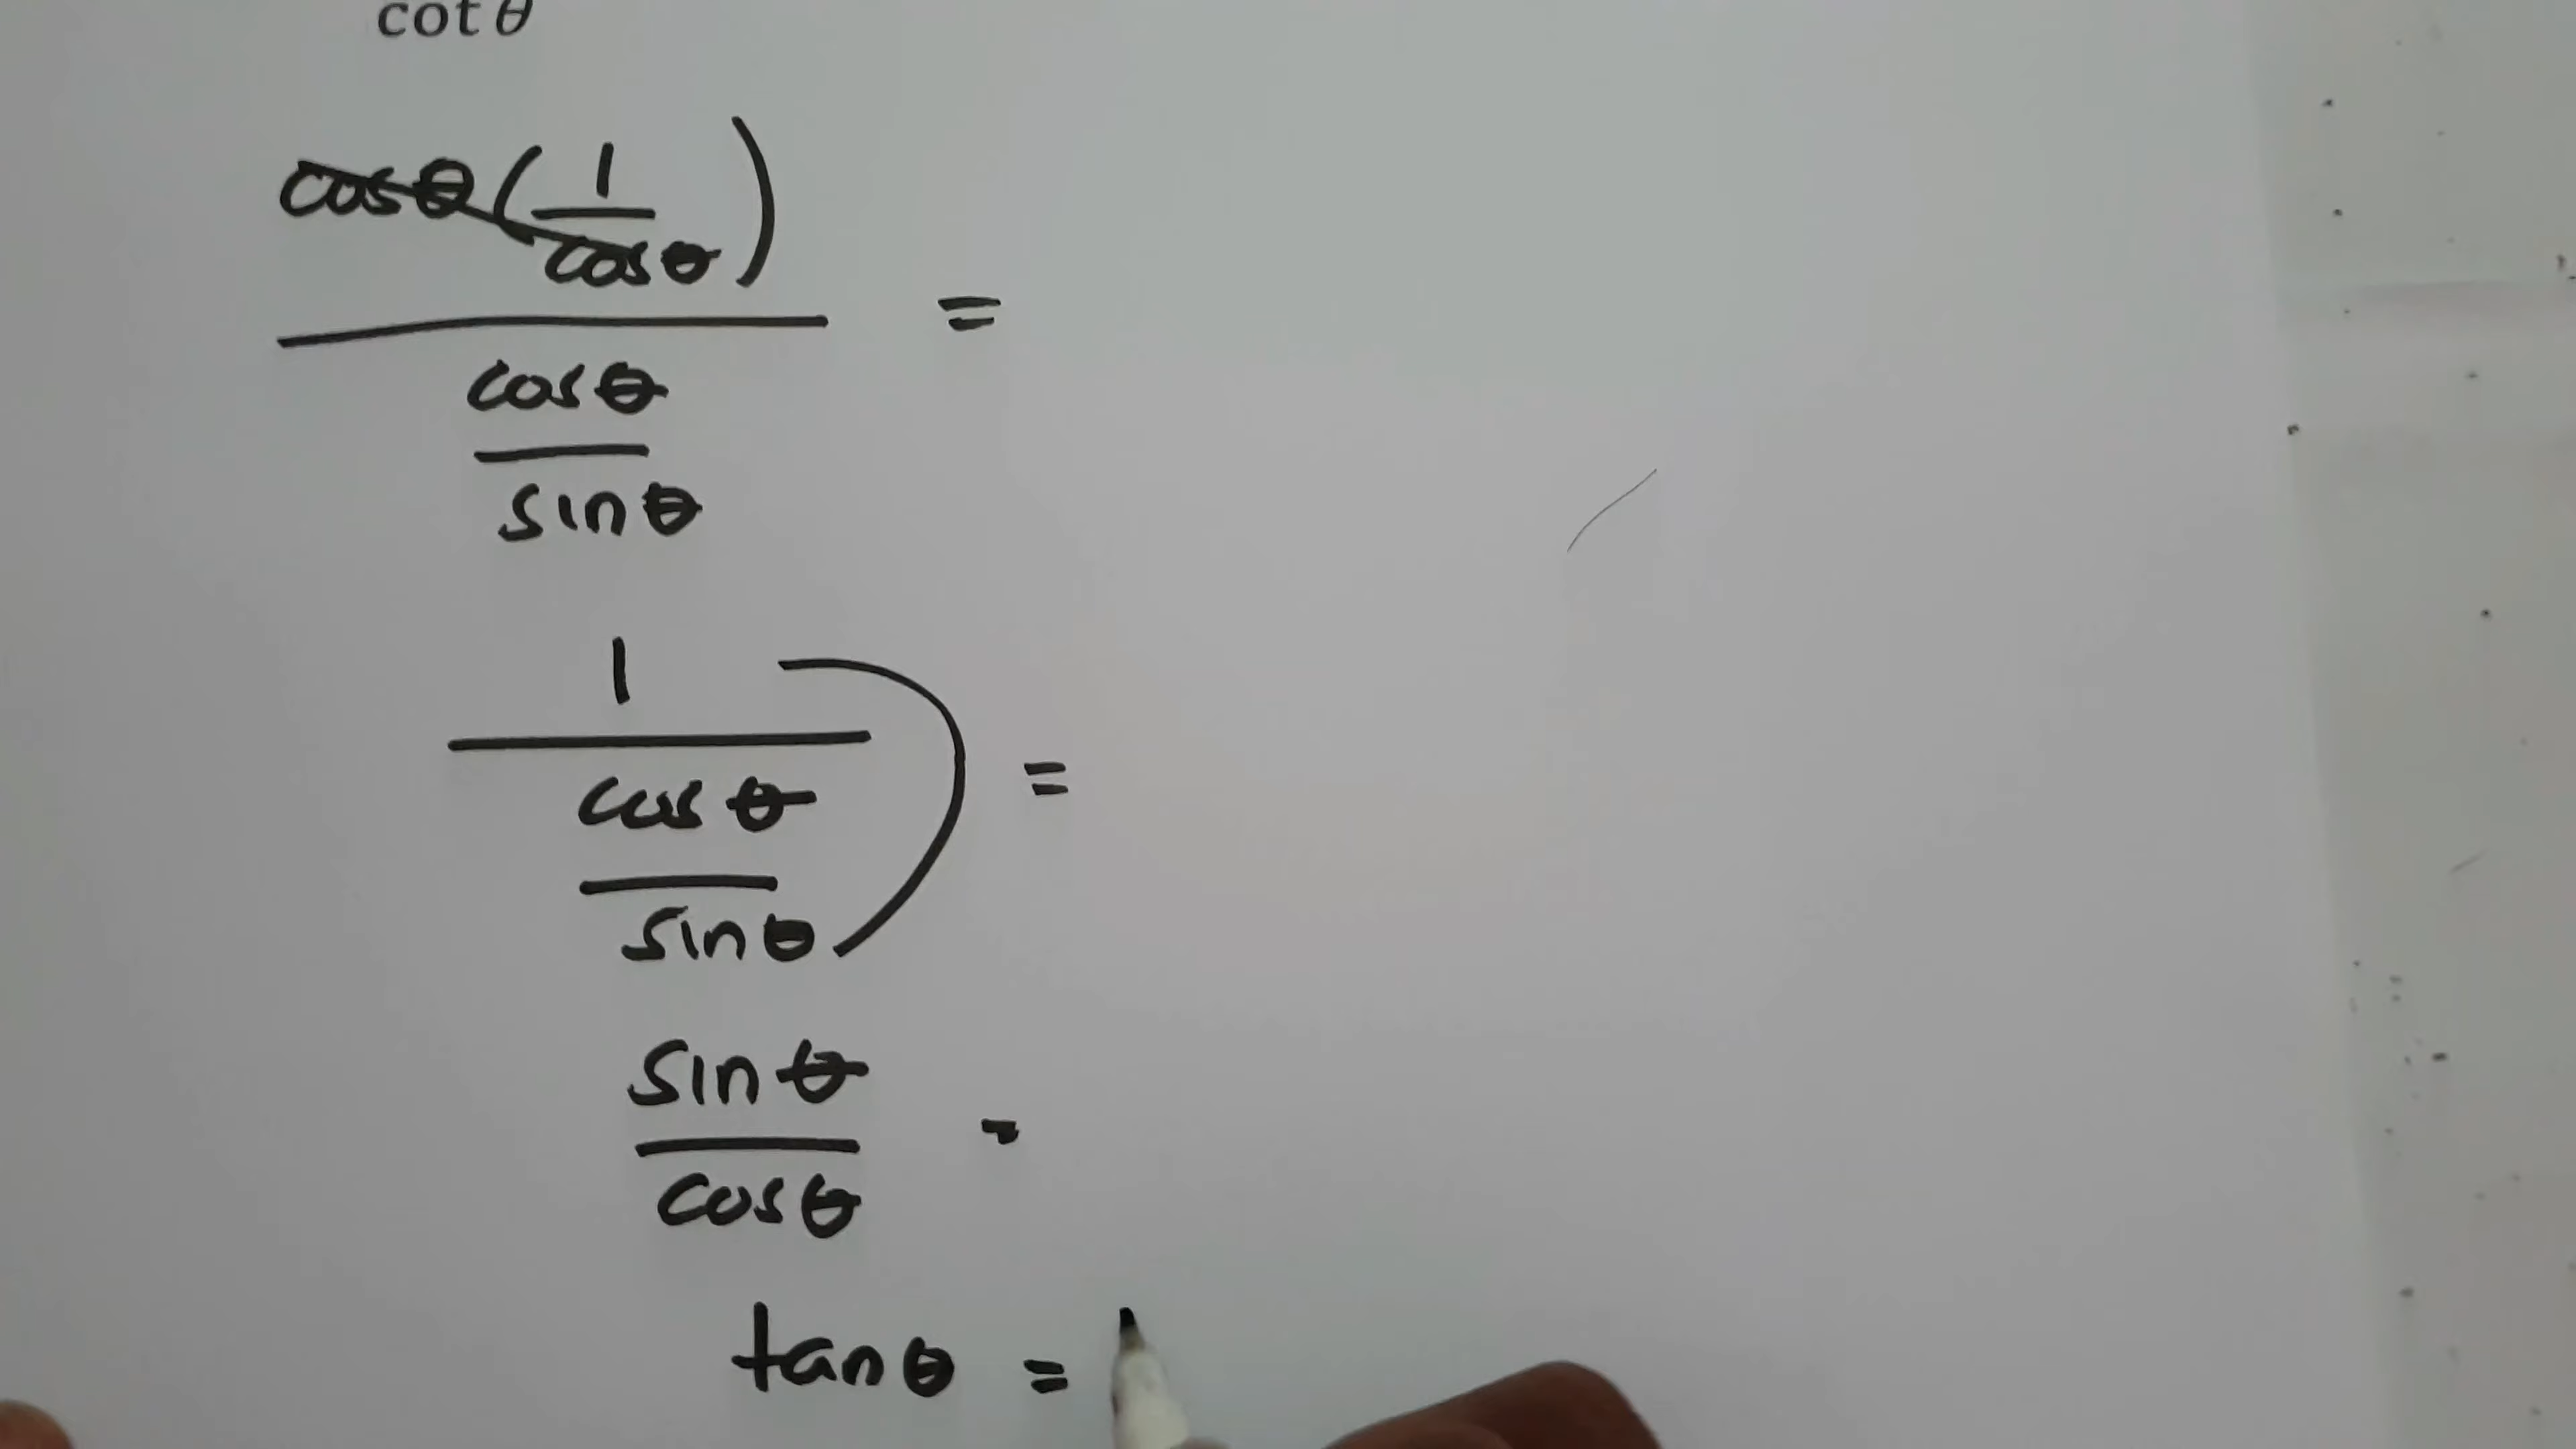 cot θ
cosθ(1/cosθ)
=
cosθ
sinθ
1
=
cosθ
sinθ
sinθ
=
cosθ
tanθ =